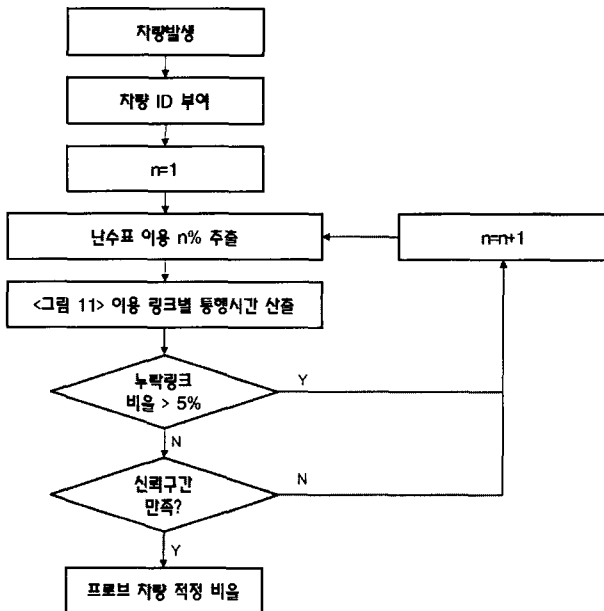 차량발생
차량 ID 부여
n=1
난수표 이용 n% 추출
n=n+1
<그림 11> 이용 링크별 통행시간 산출
누락링크
비율 > 5%
Y
N
신뢰구간
만족?
N
Y
프로브 차량 적정 비율